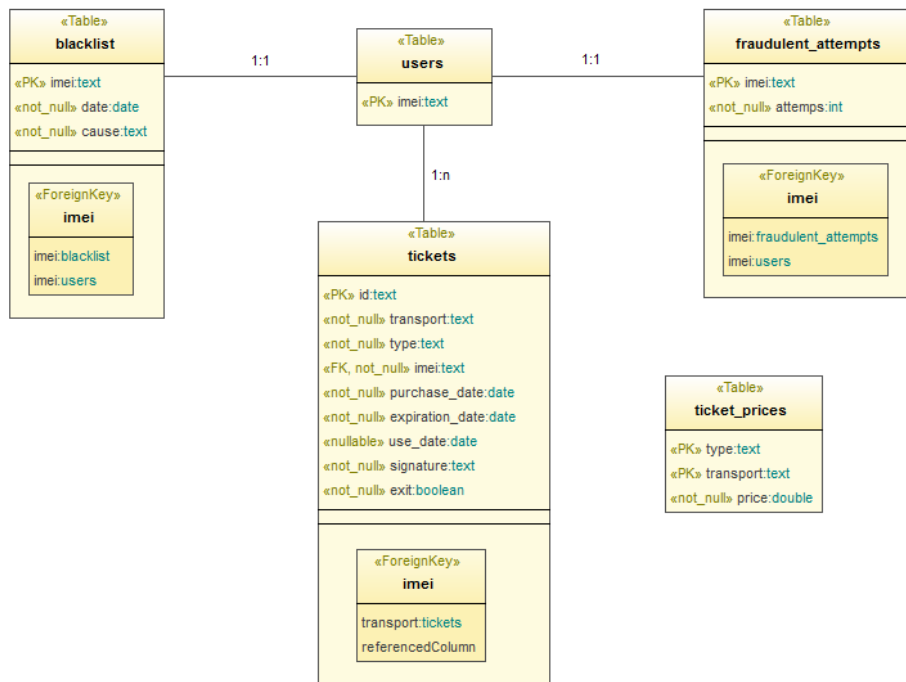 «Table»
blacklist
«PK» imei:text
«not_null» date:date
«not_null» cause:text
«ForeignKey»
imei
imei:blacklist
imei:users
1:1
«Table»
users
«PK» imei:text
1:1
«Table»
fraudulent_attempts
«PK» imei:text
«not_null» attemps:int
«ForeignKey»
imei
imei:fraudulent_attempts
imei:users
1:n
«Table»
tickets
«PK» id:text
«not_null» transport:text
«not_null» type:text
«FK, not_null» imei:text
«not_null» purchase_date:date
«not_null» expiration_date:date
«nullable» use_date:date
«not_null» signature:text
«not_null» exit:boolean
«ForeignKey»
imei
transport:tickets
referencedColumn
«Table»
ticket_prices
«PK» type:text
«PK» transport:text
«not_null» price:double